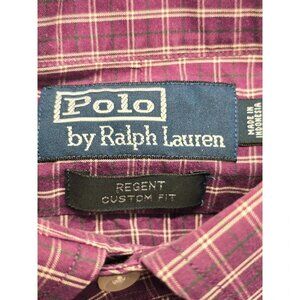 Polo
by Ralph Lauren
MADE IN
INDONESIA
REGENT
CUSTOM FIT